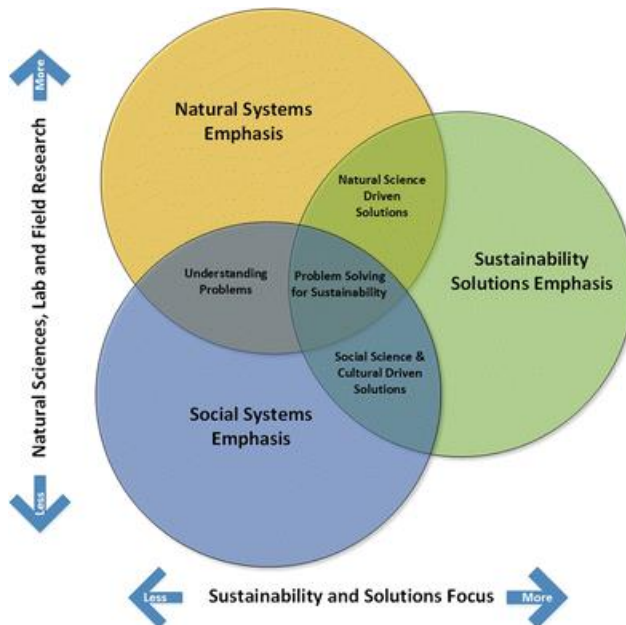 More
Natural Sciences, Lab and Field Research
Less
Natural Systems
Emphasis
Natural Science
Driven
Solutions
Sustainability
Solutions Emphasis
Understanding
Problems
Problem Solving
for Sustainability
Social Science &
Cultural Driven
Solutions
Social Systems
Emphasis
Less
Sustainability and Solutions Focus
More